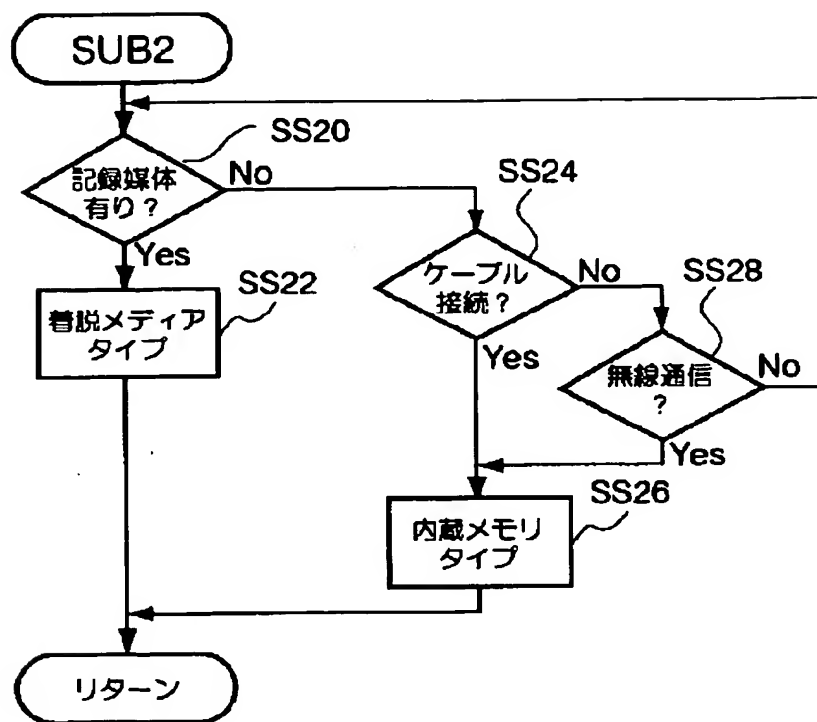 SUB2
SS20
記録媒体
有り？
No
Yes
SS24
ケーブル
接続？
No
Yes
SS28
無線通信
？
No
Yes
SS22
着説メディア
タイプ
SS26
内蔵メモリ
タイプ
リターン